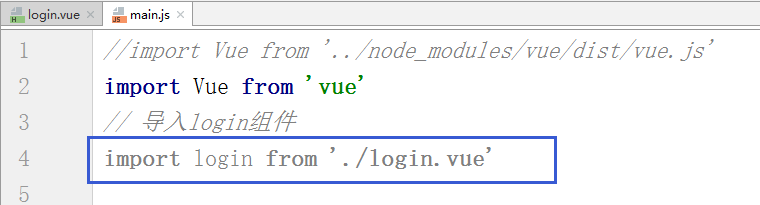 login.vue main.js
1 //import Vue from '../node_modules/vue/dist/vue.js'
2 import Vue from 'vue'
3 // 导入login组件
4 import login from './login.vue'
5